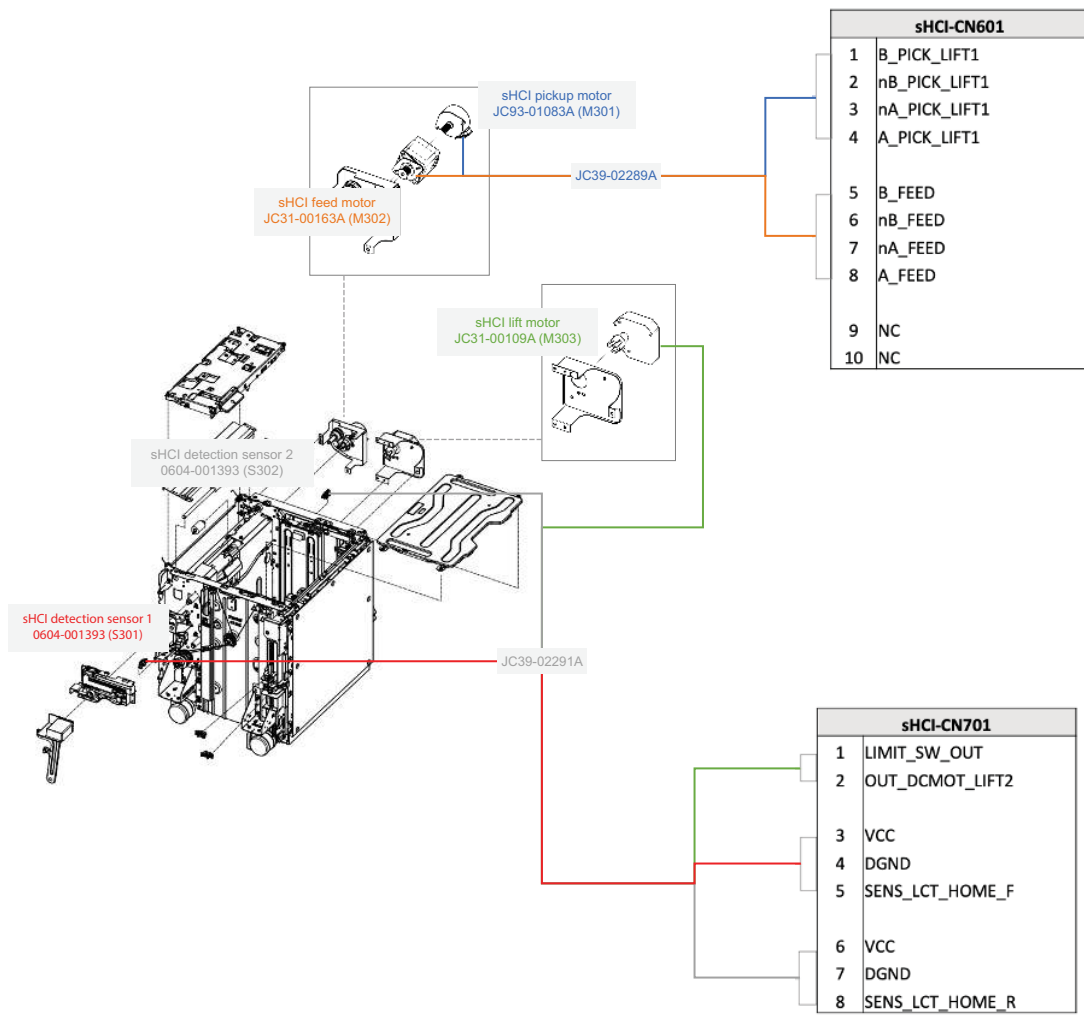 sHCI-CN601
1 B_PICK_LIFT1
2 nB_PICK_LIFT1
3 nA_PICK_LIFT1
4 A_PICK_LIFT1
5 B_FEED
6 nB_FEED
7 nA_FEED
8 A_FEED
9 NC
10 NC
sHCI pickup motor
JC93-01083A (M301)
JC39-02289A
sHCI feed motor
JC31-00163A (M302)
sHCI lift motor
JC31-00109A (M303)
sHCI detection sensor 2
0604-001393 (S302)
sHCI detection sensor 1
0604-001393 (S301)
JC39-02291A
sHCI-CN701
1 LIMIT_SW_OUT
2 OUT_DCMOT_LIFT2
3 VCC
4 DGND
5 SENS_LCT_HOME_F
6 VCC
7 DGND
8 SENS_LCT_HOME_R